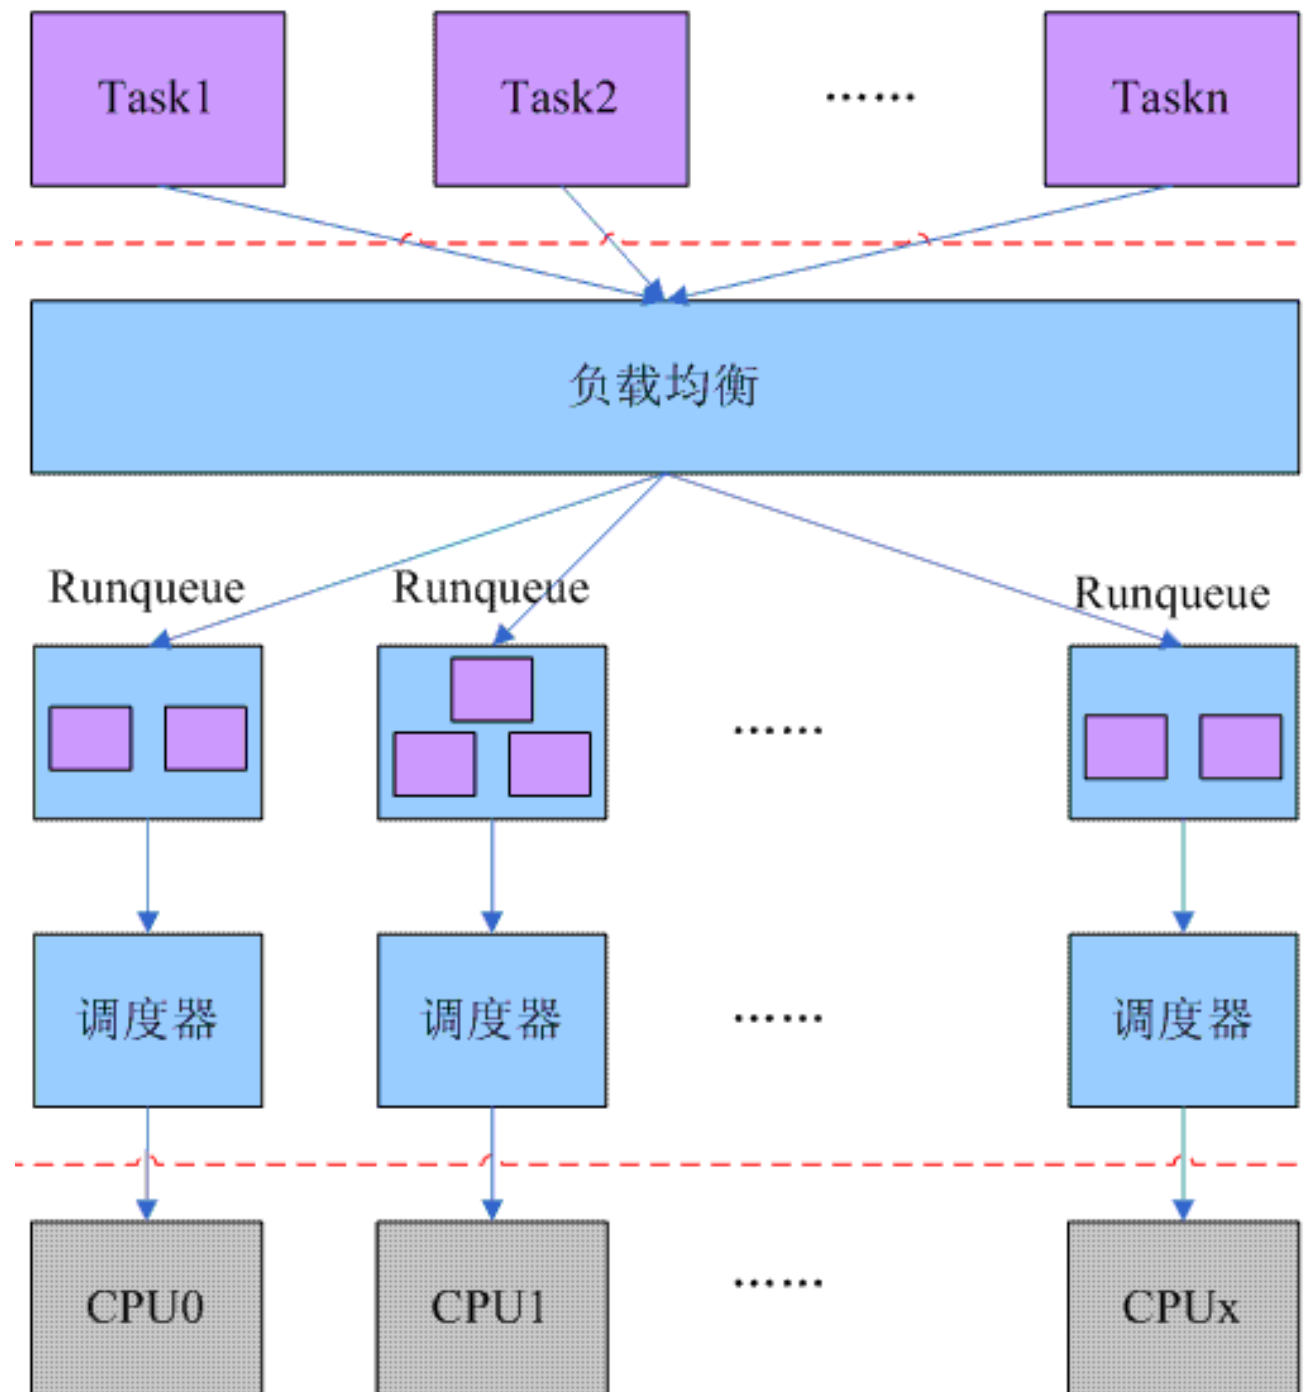 Task1
Task2
……
Taskn
负载均衡
Runqueue
Runqueue
Runqueue
……
调度器
调度器
……
调度器
CPU0
CPU1
……
CPUx